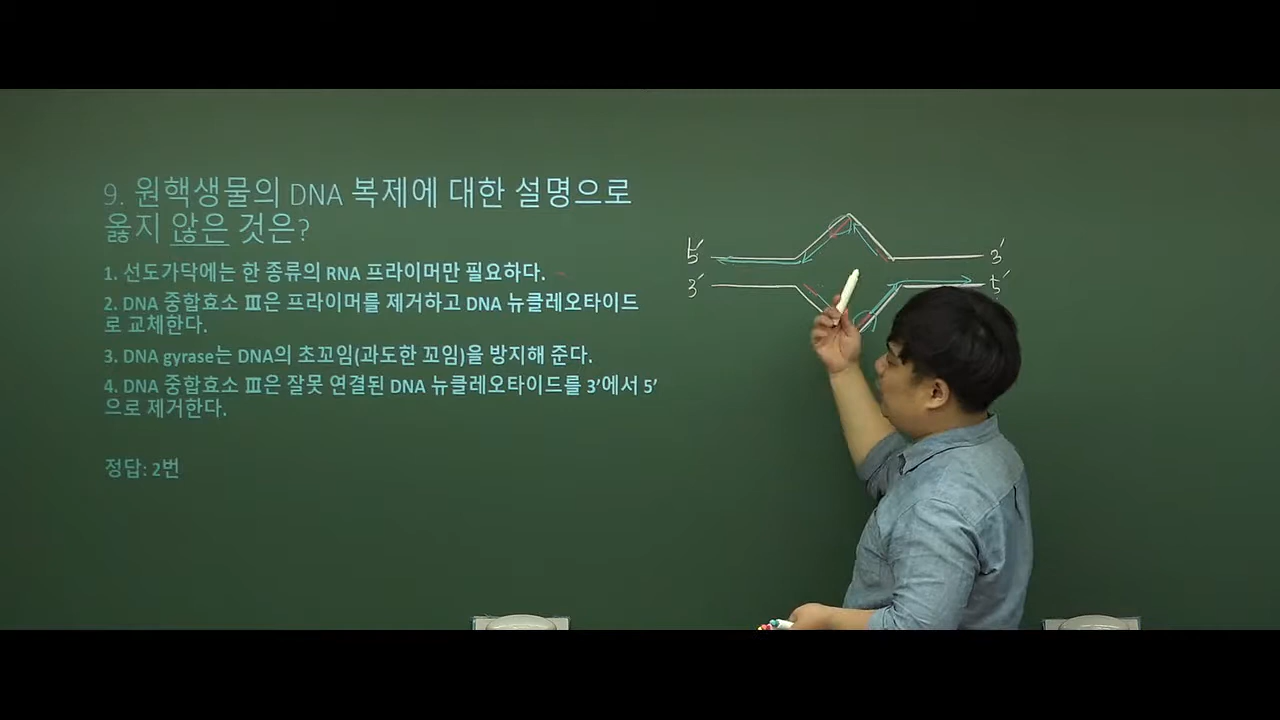 9. 원핵생물의 DNA 복제에 대한 설명으로
옳지 않은 것은?
1. 선도가닥에는 한 종류의 RNA 프라이머만 필요하다.
2. DNA 중합효소 Ⅲ은 프라이머를 제거하고 DNA 뉴클레오타이드
로 교체한다.
3. DNA gyrase는 DNA의 초꼬임(과도한 꼬임)을 방지해 준다.
4. DNA 중합효소 Ⅲ은 잘못 연결된 DNA 뉴클레오타이드를 3’에서 5’
으로 제거한다.
정답: 2번
5′ 3′
3′ 5′